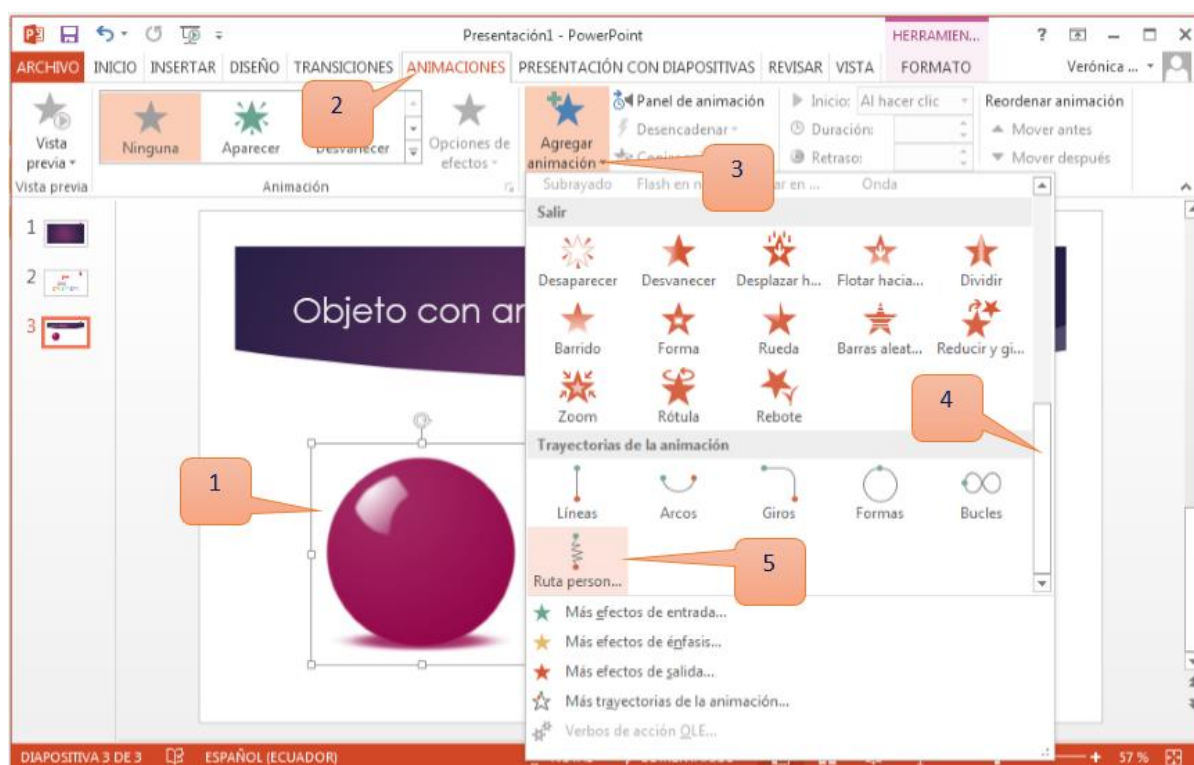 Presentación1 - PowerPoint
HERRAMIEN...
?
ARCHIVO INICIO INSERTAR DISEÑO TRANSICIONES ANIMACIONES PRESENTACIÓN CON DIAPOSITIVAS REVISAR VISTA FORMATO Verónica ...
Vista previa
Ninguna
Aparecer
Desvanecer
Opciones de efectos
Agregar animación
Panel de animación
Desencadenar
Inicio: Al hacer clic
Duración:
Retraso:
Reordenar animación
Mover antes
Mover después
Vista previa
Animación
2
3
Subrayado Flash en ar en ... Onda
Salir
Desaparecer Desvanecer Desplazar h... Flotar hacia... Dividir
Barrido Forma Rueda Barras aleat... Reducir y gi...
Zoom Rótula Rebote
4
Trayectorias de la animación
Líneas Arcos Giros Formas Bucles
Ruta person...
5
Más efectos de entrada...
Más efectos de énfasis...
Más efectos de salida...
Más trayectorias de la animación...
Verbos de acción OLE...
1
2
3
Objeto con an
1
DIAPOSITIVA 3 DE 3 ESPAÑOL (ECUADOR) 57 %